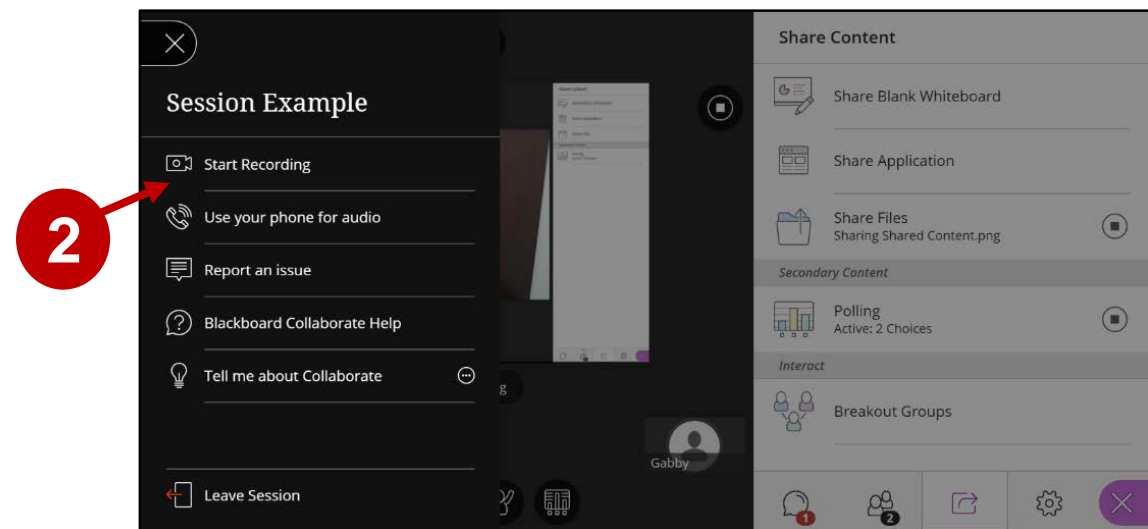 Session Example
Start Recording
Use your phone for audio
Report an issue
Blackboard Collaborate Help
Tell me about Collaborate
Leave Session
2
Gabby
Share Content
Share Blank Whiteboard
Share Application
Share Files
Sharing Shared Content.png
Secondary Content
Polling
Active: 2 Choices
Interact
Breakout Groups
1
2